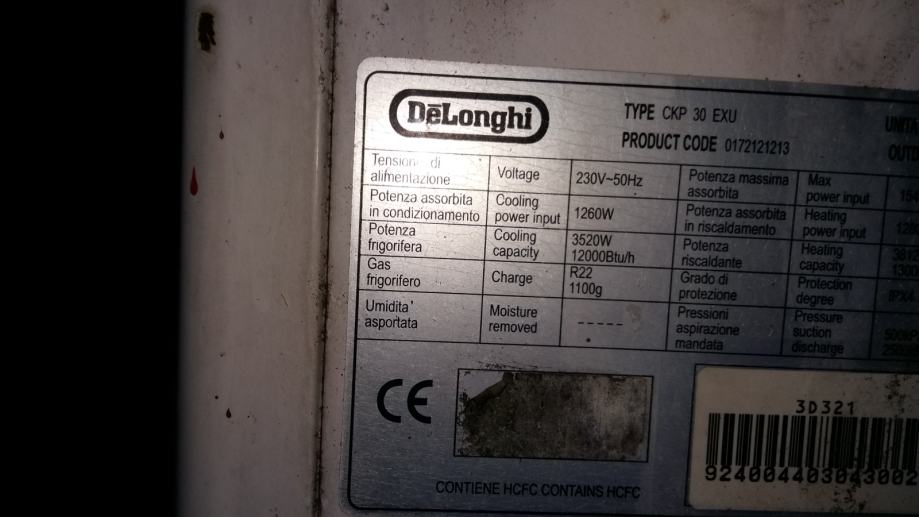 DeLonghi
TYPE CKP 30 EXU
PRODUCT CODE 0172121213
Tensione di
alimentazione
Voltage
230V~50Hz
Potenza massima
assorbita
Max
power input
Potenza assorbita
in condizionamento
Cooling
power input
1260W
Potenza assorbita
in riscaldamento
Heating
power input
Potenza
frigorifera
Cooling
capacity
3520W
12000Btu/h
Potenza
riscaldante
Heating
capacity
Gas
frigorifero
Charge
R22
1100g
Grado di
protezione
Protection
degree
Umidita'
asportata
Moisture
removed
-----
Pressioni
aspirazione
mandata
Pressure
suction
discharge
CE
3D321
CONTIENE HCFC CONTAINS HCFC